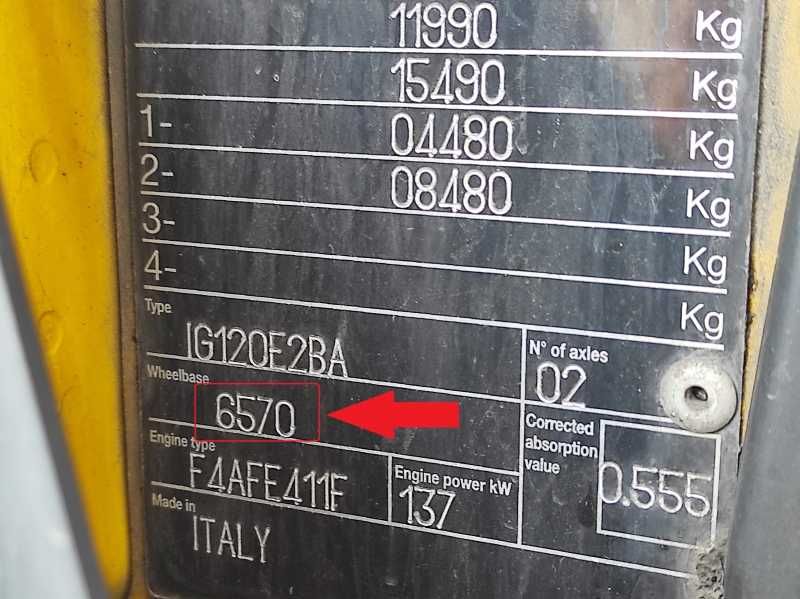 11990 Kg
15490 Kg
1- 04480 Kg
2- 08480 Kg
3- Kg
4- Kg
Type
IG120E2BA
N° of axles
02
Wheelbase
6570
Corrected
absorption
value
0.555
Engine type
F4AFE411F
Engine power kW
137
Made in
ITALY